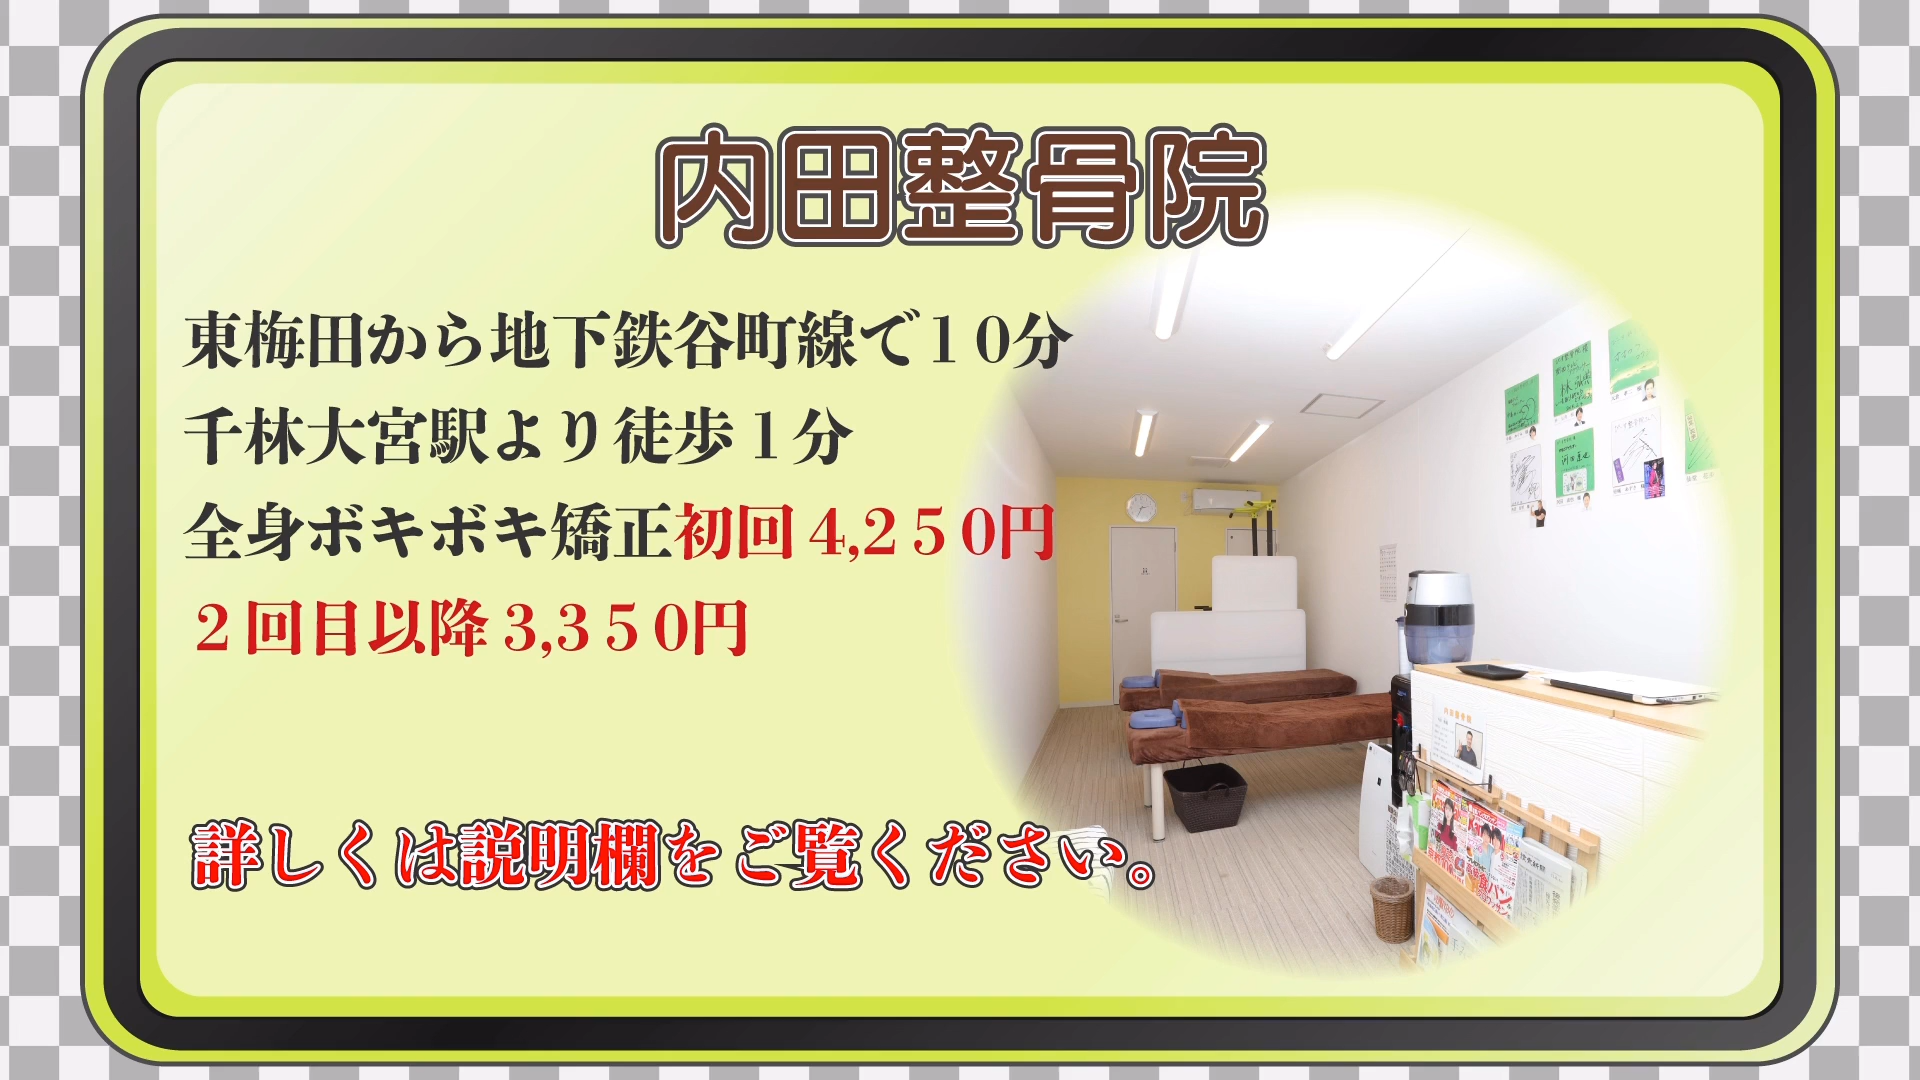 内田整骨院
東梅田から地下鉄谷町線で１０分
千林大宮駅より徒歩１分
全身ボキボキ矯正初回４,２５０円
２回目以降３,３５０円
詳しくは説明欄をご覧ください。